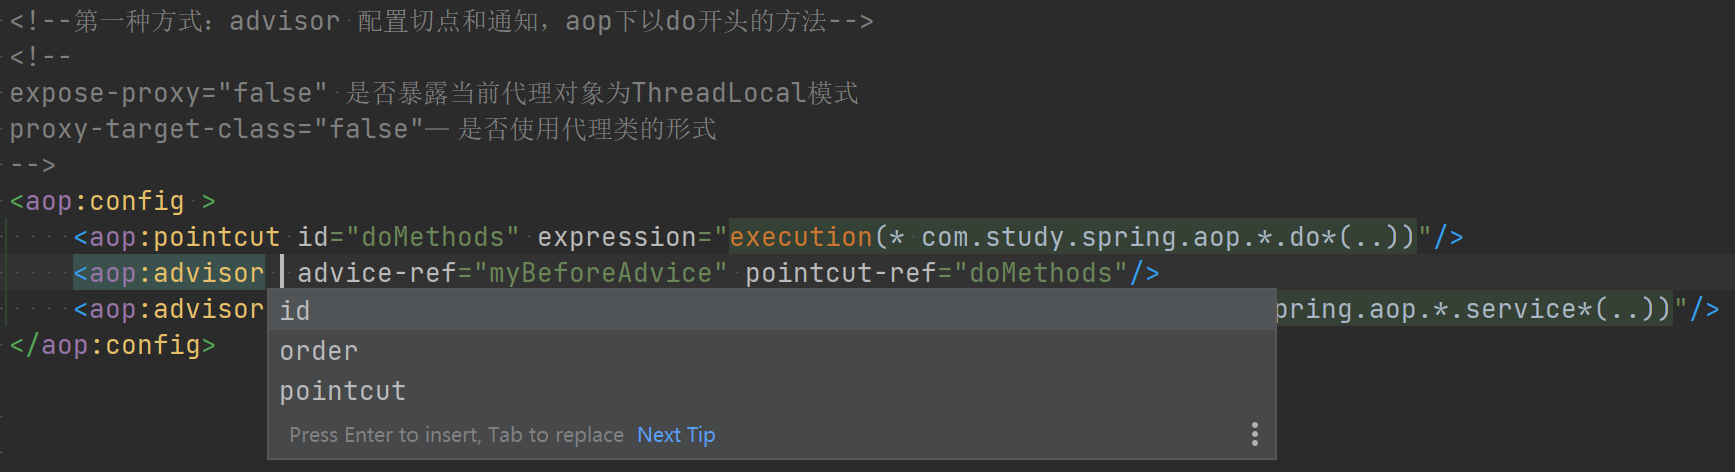 <!--第一种方式：advisor 配置切点和通知，aop下以do开头的方法-->
<!--
expose-proxy="false" 是否暴露当前代理对象为ThreadLocal模式
proxy-target-class="false"— 是否使用代理类的形式
-->
<aop:config >
<aop:pointcut id="doMethods" expression="execution(* com.study.spring.aop.*.do*(..))"/>
<aop:advisor advice-ref="myBeforeAdvice" pointcut-ref="doMethods"/>
<aop:advisor pring.aop.*.service*(..))"/>
</aop:config>
id
order
pointcut
Press Enter to insert, Tab to replace Next Tip